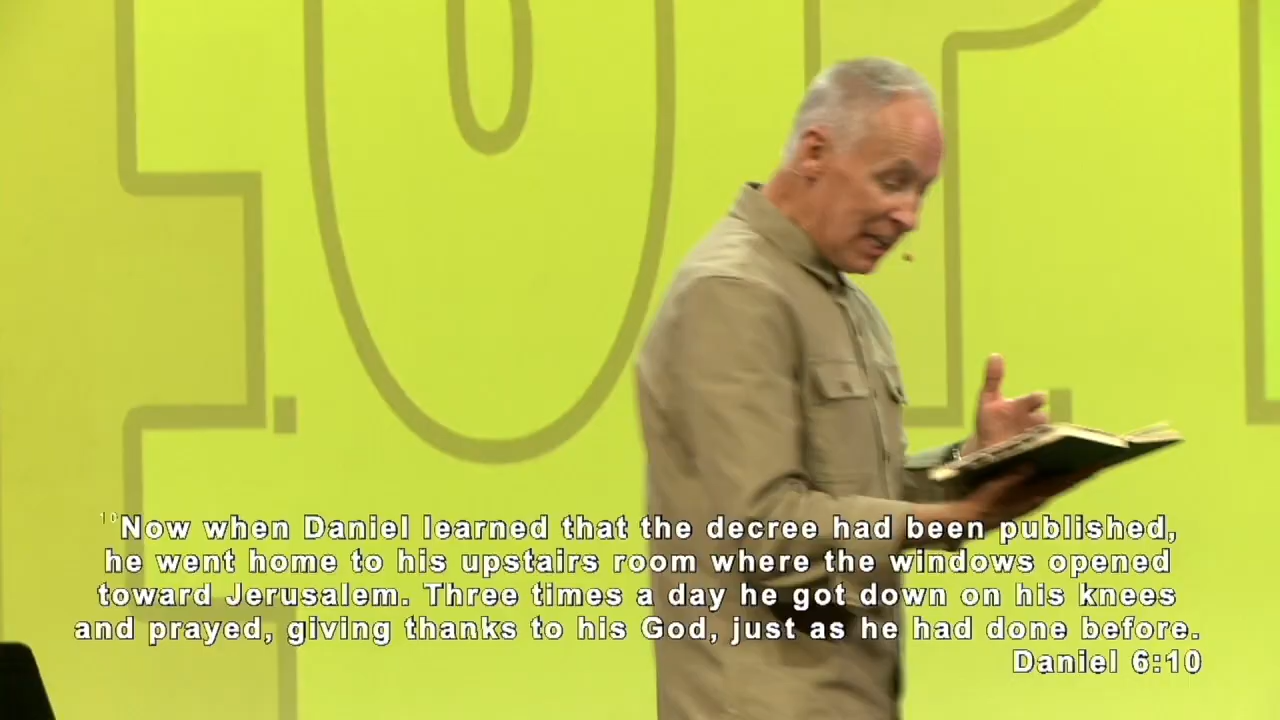 10Now when Daniel learned that the decree had been published,
he went home to his upstairs room where the windows opened
toward Jerusalem. Three times a day he got down on his knees
and prayed, giving thanks to his God, just as he had done before.
Daniel 6:10